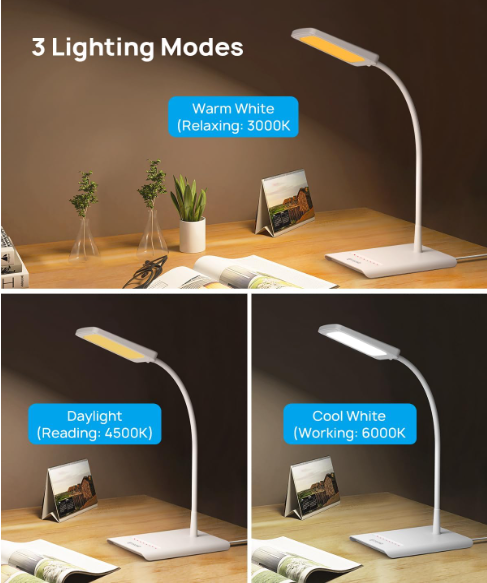 3 Lighting Modes
Warm White
(Relaxing: 3000K
Daylight
(Reading: 4500K)
Cool White
(Working: 6000K